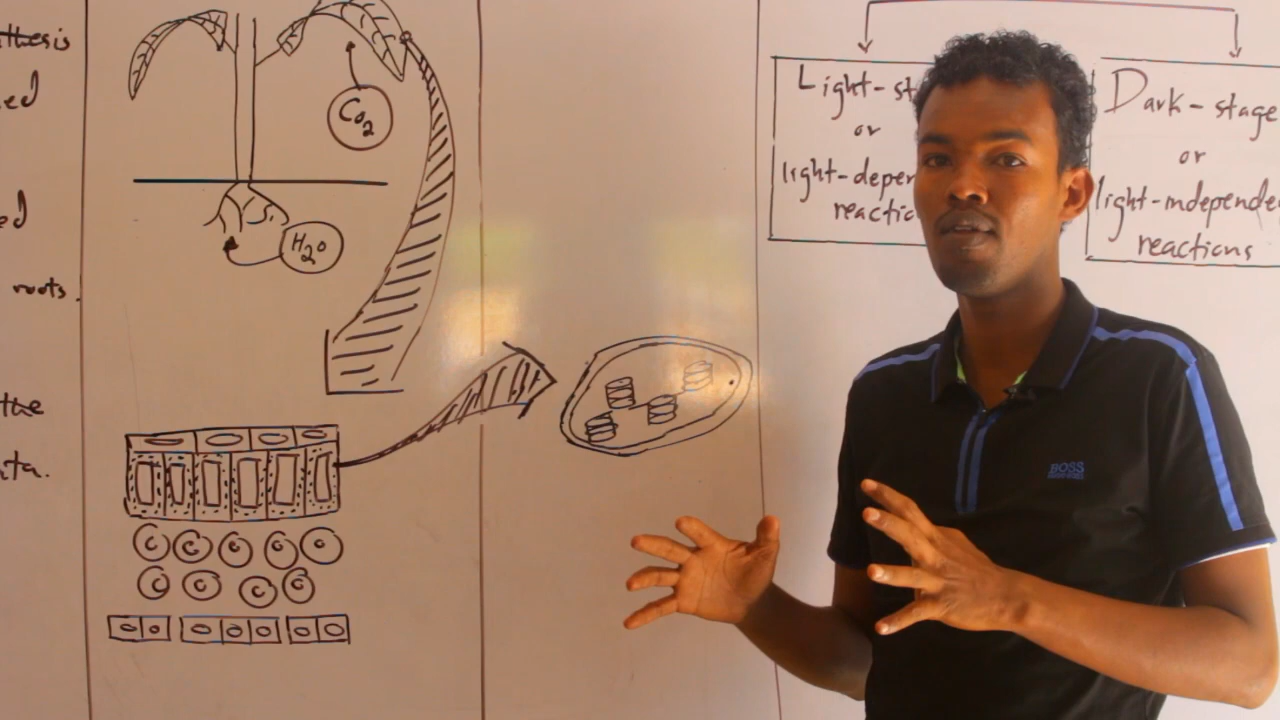 thesis
ed
ed
roots.
the
ta.
Co2
H2o
Light-st
or
light-depen
reactio
Dark-stage
or
light-independe
reactions
BOSS